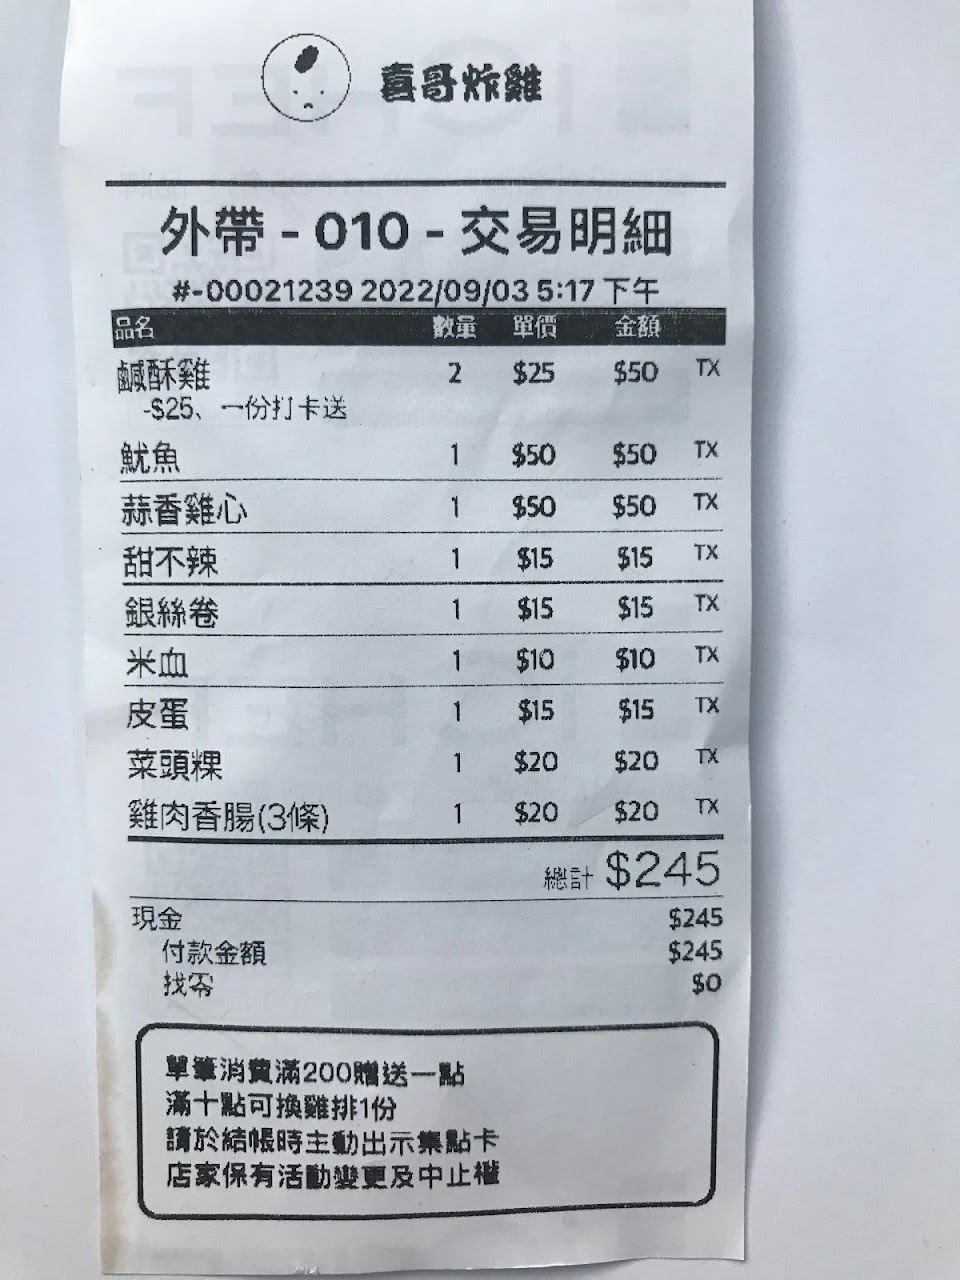 喜哥炸雞
外帶 - 010 - 交易明細
#-00021239 2022/09/03 5:17 下午
品名 數量 單價 金額
鹹酥雞 2 $25 $50 TX
-$25、一份打卡送
魷魚 1 $50 $50 TX
蒜香雞心 1 $50 $50 TX
甜不辣 1 $15 $15 TX
銀絲卷 1 $15 $15 TX
米血 1 $10 $10 TX
皮蛋 1 $15 $15 TX
菜頭粿 1 $20 $20 TX
雞肉香腸(3條) 1 $20 $20 TX
總計 $245
現金 $245
付款金額 $245
找零 $0
單筆消費滿200贈送一點
滿十點可換雞排1份
請於結帳時主動出示集點卡
店家保有活動變更及中止權